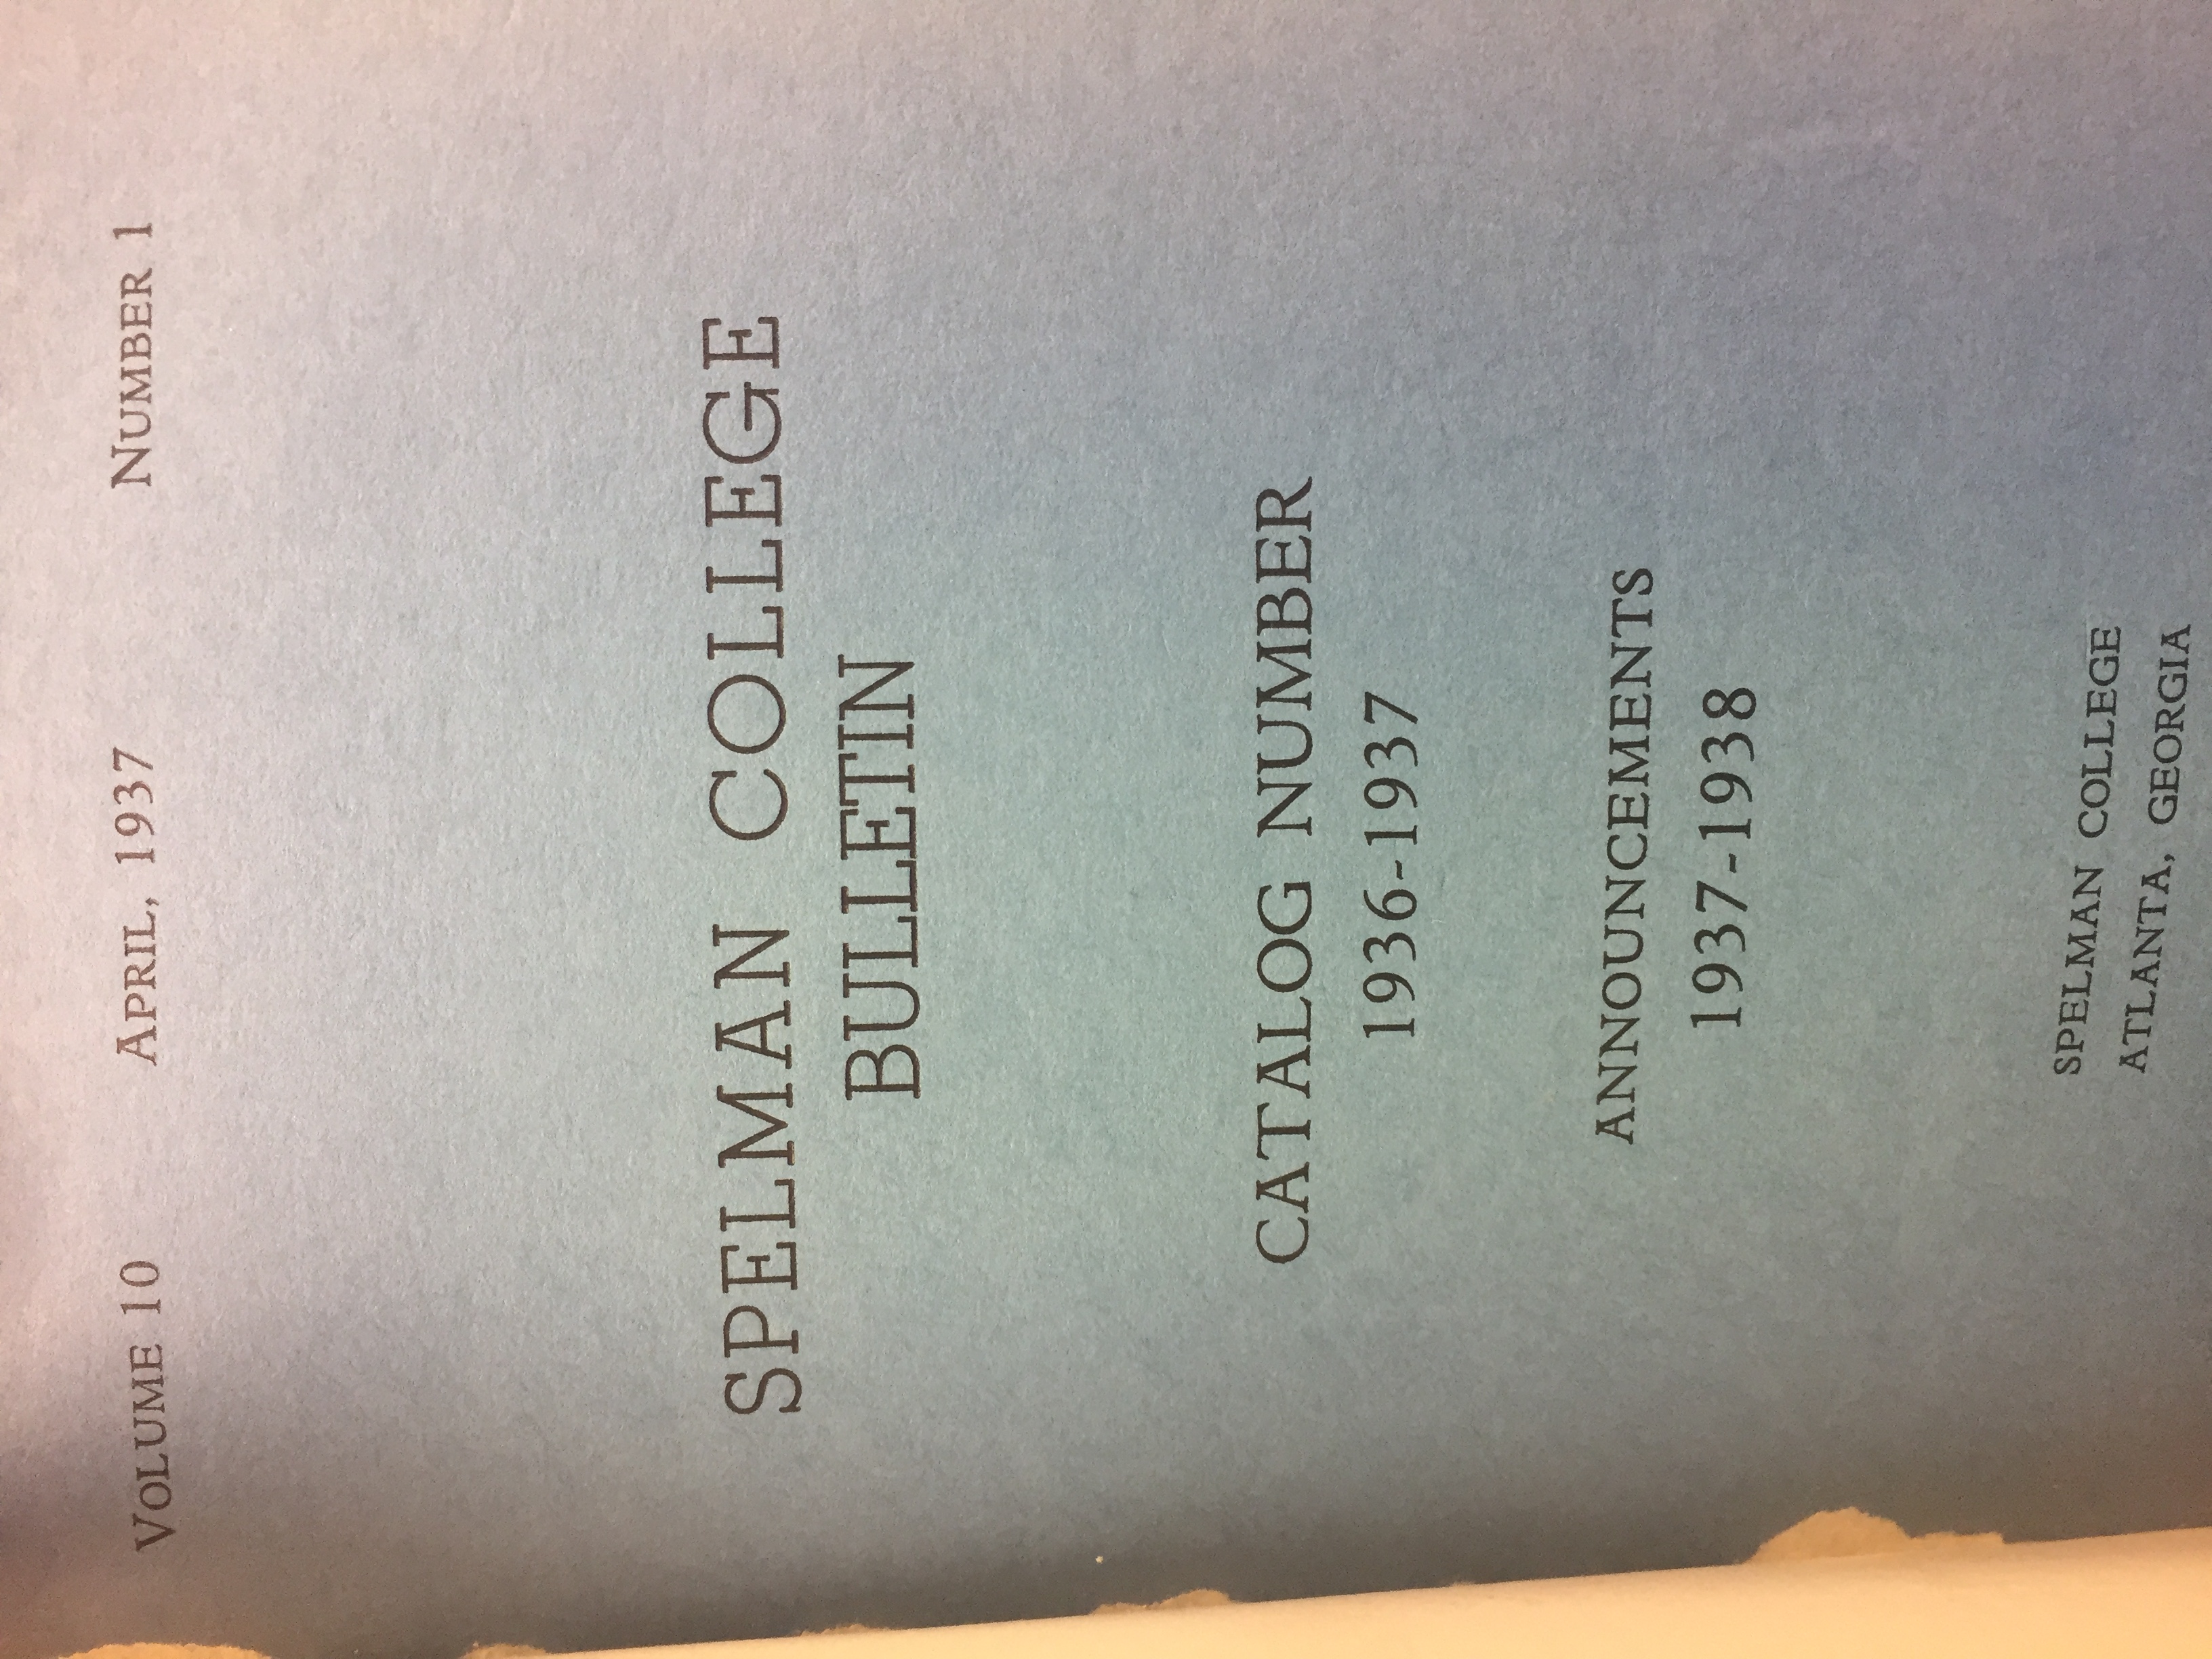 VOLUME 10 APRIL, 1937 NUMBER 1
SPELMAN COLLEGE
BULLETIN
CATALOG NUMBER
1936-1937
ANNOUNCEMENTS
1937-1938
SPELMAN COLLEGE
ATLANTA, GEORGIA